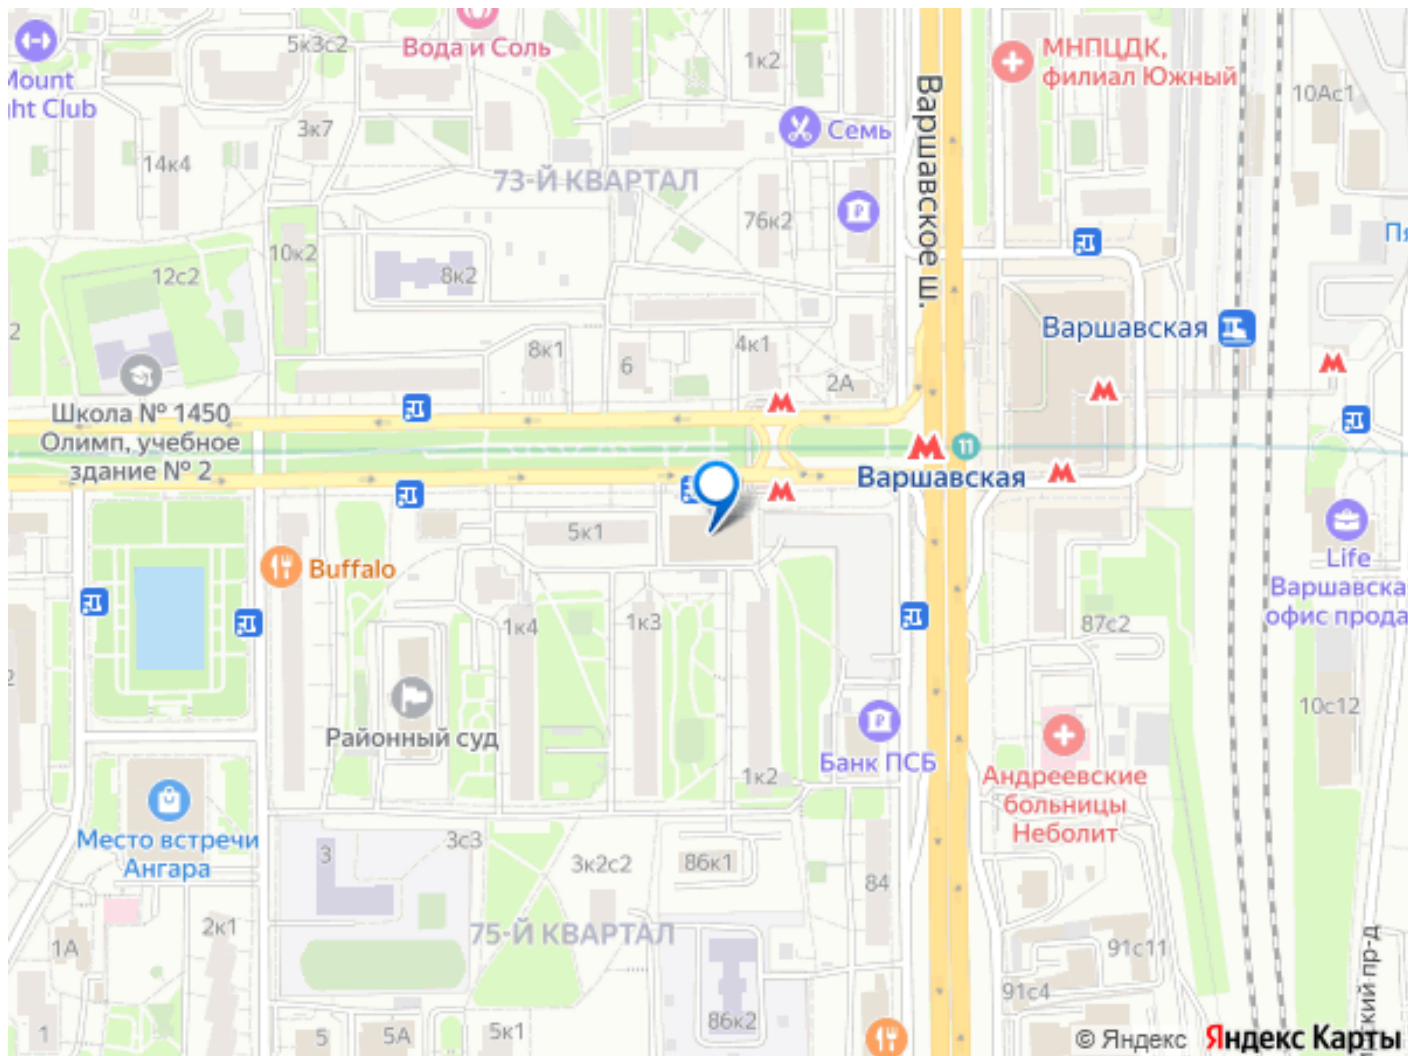 Вода и Соль
5к3с2
1к2
МНПЦДК,
филиал Южный
Mount
ht Club
10Ас1
3к7
Семь
14к4
Варшавское ш.
73-Й КВАРТАЛ
76к2
10к2
12с2
8к2
Варшавская
8к1
6
4к1
2А
Школа № 1450
Олимп, учебное
здание № 2
11
Варшавская
5к1
Buffalo
Life
Варшавска
офис прода
1к4
1к3
87с2
10с12
Районный суд
Банк ПСБ
1к2
Андреевские
больницы
Неболит
Место встречи
Ангара
3
3с3
3к2с2
86к1
84
2к1
1А
75-Й КВАРТАЛ
91с11
91с4
1
5
5А
5к1
86к2
© Яндекс
Яндекс Карты